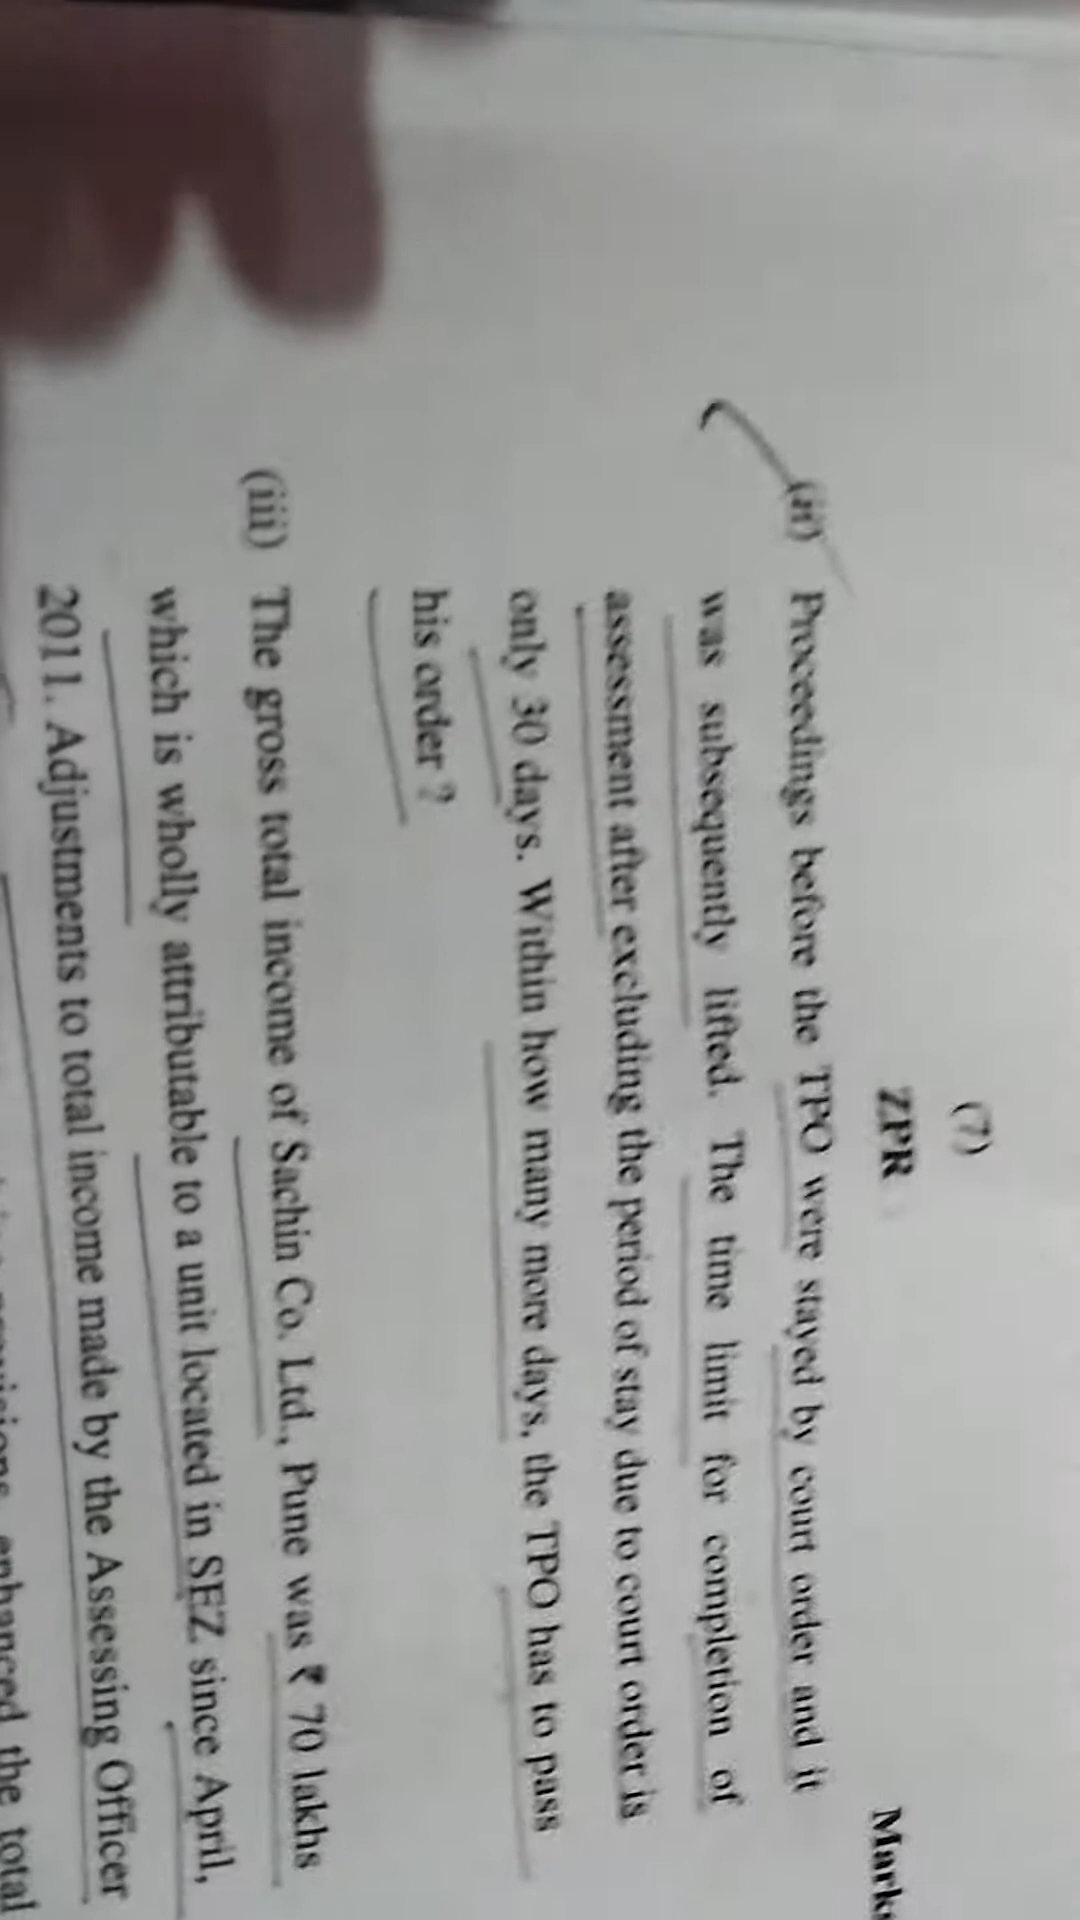 (7)
ZPR
Marks
(ii) Proceedings before the TPO were stayed by court order and it
was subsequently lifted. The time limit for completion of
assessment after excluding the period of stay due to court order is
only 30 days. Within how many more days, the TPO has to pass
his order ?
(iii) The gross total income of Sachin Co. Ltd., Pune was ₹ 70 lakhs
which is wholly attributable to a unit located in SEZ since April,
2011. Adjustments to total income made by the Assessing Officer
enhanced the total